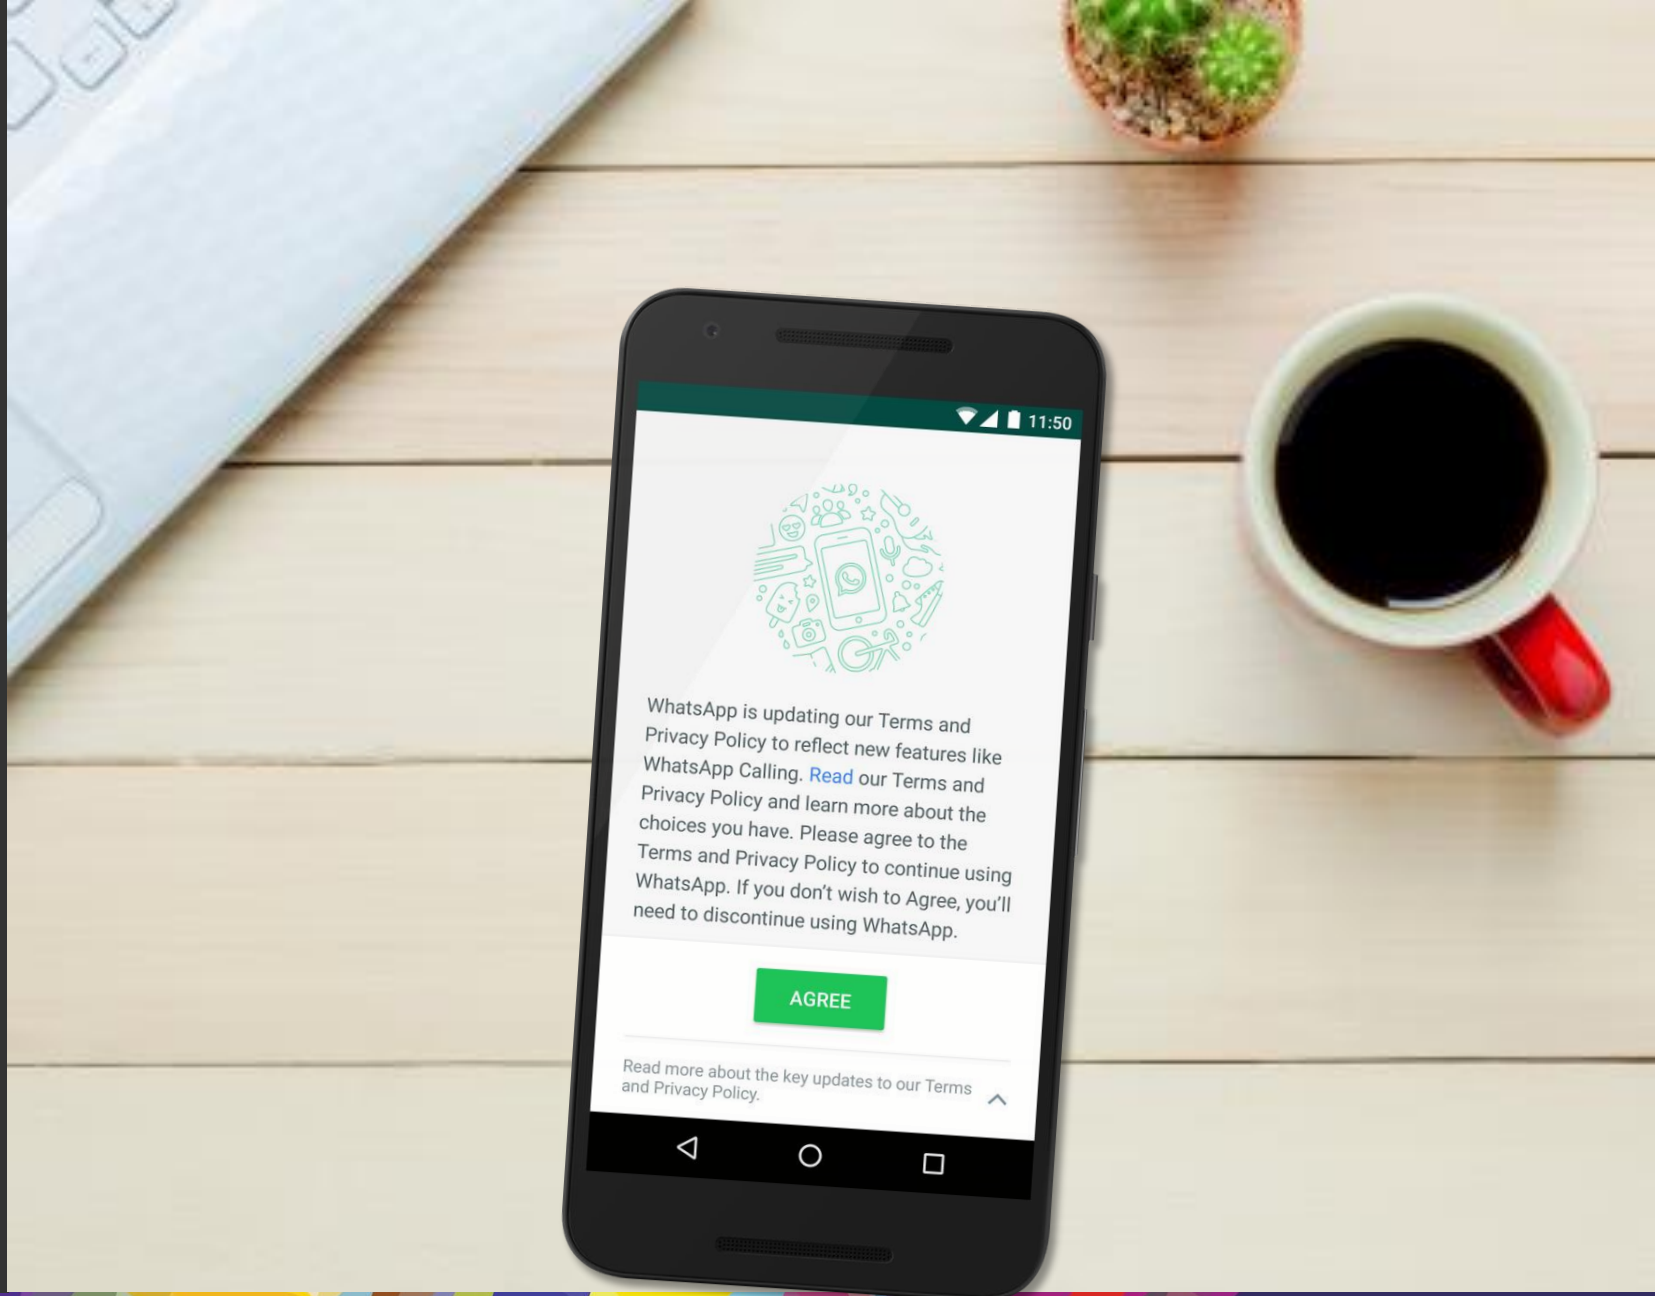 11:50
WhatsApp is updating our Terms and
Privacy Policy to reflect new features like
WhatsApp Calling. Read our Terms and
Privacy Policy and learn more about the
choices you have. Please agree to the
Terms and Privacy Policy to continue using
WhatsApp. If you don’t wish to Agree, you’ll
need to discontinue using WhatsApp.
AGREE
Read more about the key updates to our Terms
and Privacy Policy.